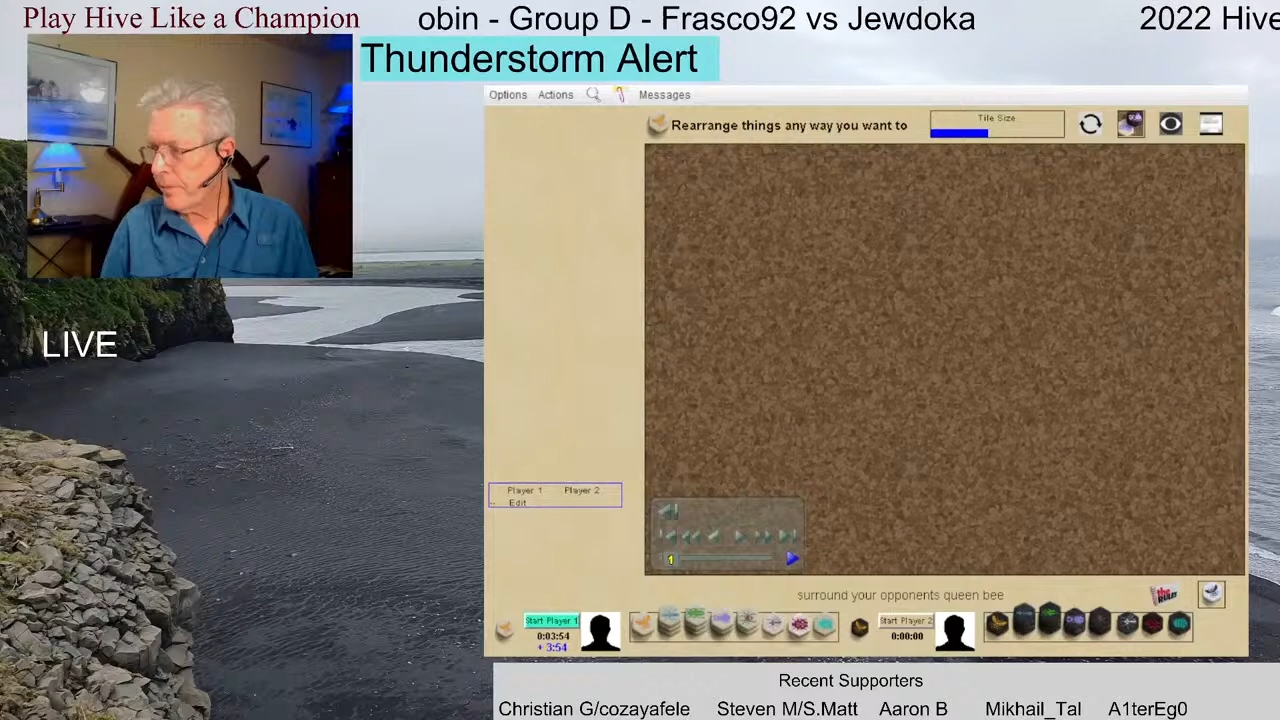 Play Hive Like a Champion
obin - Group D - Frasco92 vs Jewdoka
2022 Hive
Thunderstorm Alert
Options Actions Messages
Rearrange things any way you want to
Tile Size
LIVE
Player 1 Player 2
Edit
1
surround your opponents queen bee
Start Player 1
0:03:54
+ 3:54
Start Player 2
0:00:00
Recent Supporters
Christian G/cozayafele Steven M/S.Matt Aaron B Mikhail_Tal A1terEg0